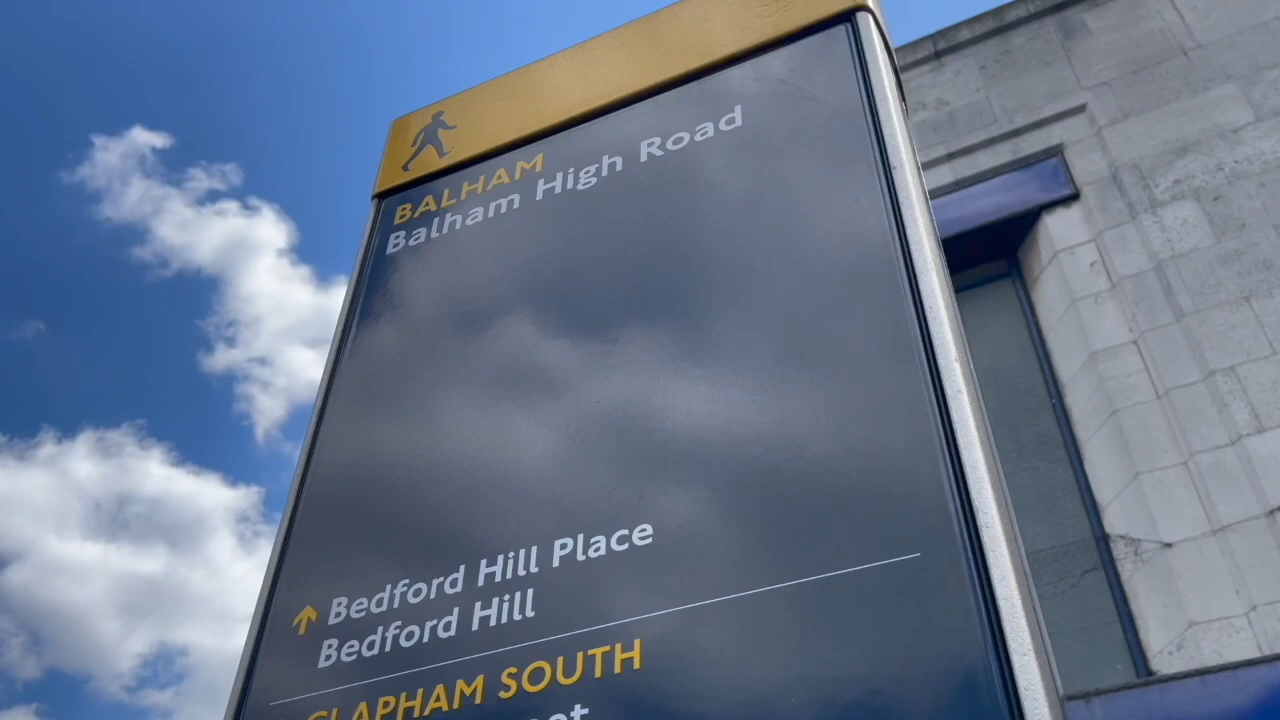 BALHAM
Balham High Road
Bedford Hill Place
Bedford Hill
CLAPHAM SOUTH